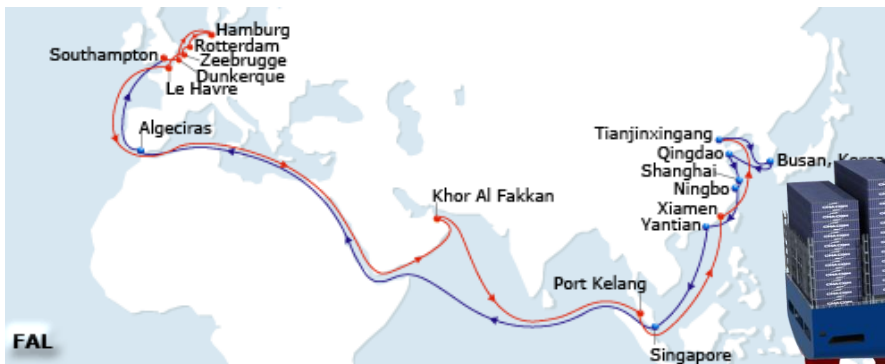 Hamburg
Rotterdam
Southampton
Zeebrugge
Dunkerque
Le Havre
Algeciras
Tianjinxingang
Qingdao
Busan, Korea
Shanghai
Ningbo
Khor Al Fakkan
Xiamen
Yantian
Port Kelang
FAL
Singapore